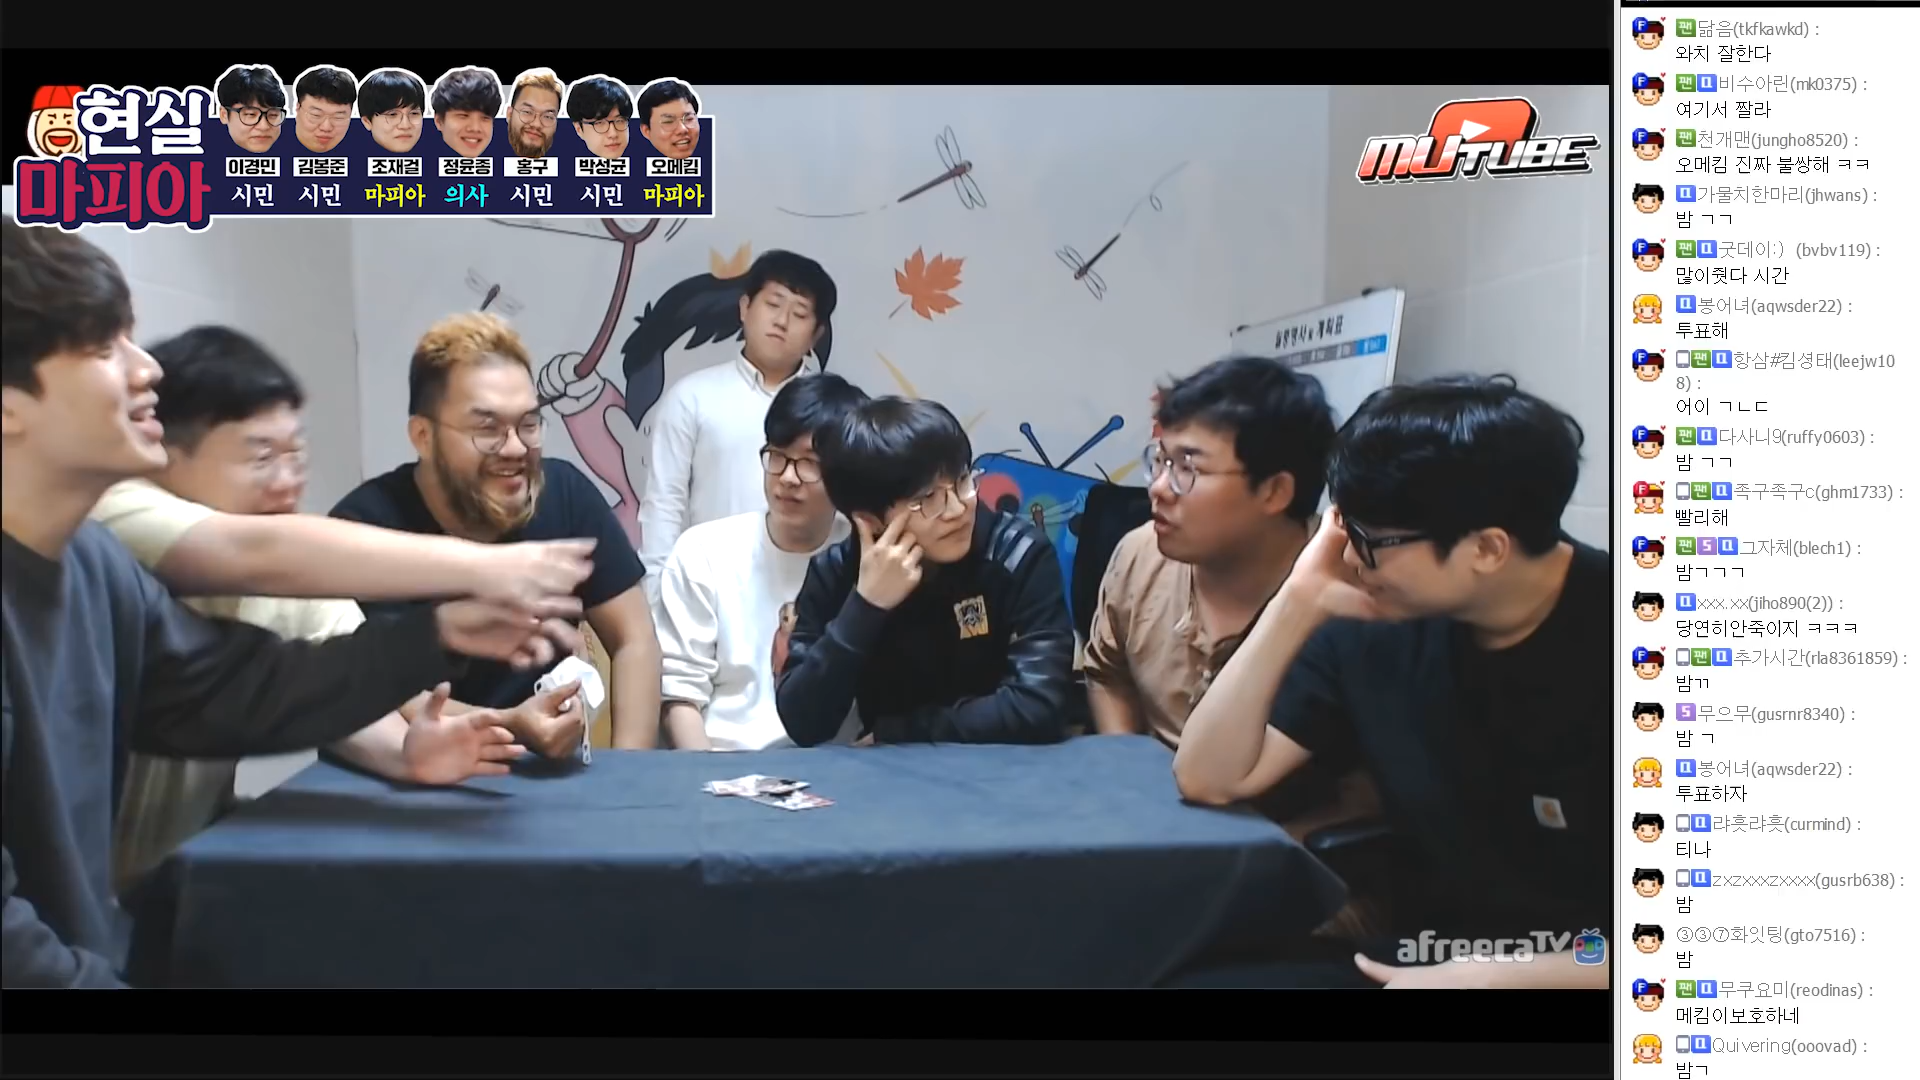 현실
마피아
이경민 김봉준 조재걸 정윤종 홍구 박성균 오메킴
시민 시민 마피아 의사 시민 시민 마피아
MUTUBE
afreecaTV
닮음(tkfkawkd) :
와치 잘한다
비수아린(mk0375) :
여기서 짤라
천개맨(jungho8520) :
오메킴 진짜 불쌍해 ㅋㅋ
가물치한마리(jhwans) :
밤 ㄱㄱ
굿데이:) (bvbv119) :
많이줫다 시간
봉어녀(aqwsder22) :
투표해
항삼#킴셩태(leejw10
8) :
어이 ㄱㄴㄷ
다사니9(ruffy0603) :
밤 ㄱㄱ
족구족구c(ghm1733) :
빨리해
그자체(blech1) :
밤ㄱㄱㄱ
xxx.xx(jiho890(2)) :
당연히안죽이지 ㅋㅋㅋ
추가시간(rla8361859) :
밤ㄲ
무으무(gusrnr8340) :
밤 ㄱ
봉어녀(aqwsder22) :
투표하자
랴흣랴흣(curmind) :
티나
zxzxxxzxxxx(gusrb638) :
밤
③③⑦화잇팅(gto7516) :
밤
무쿠요미(reodinas) :
메킴이보호하네
Quivering(ooovad) :
밤ㄱ